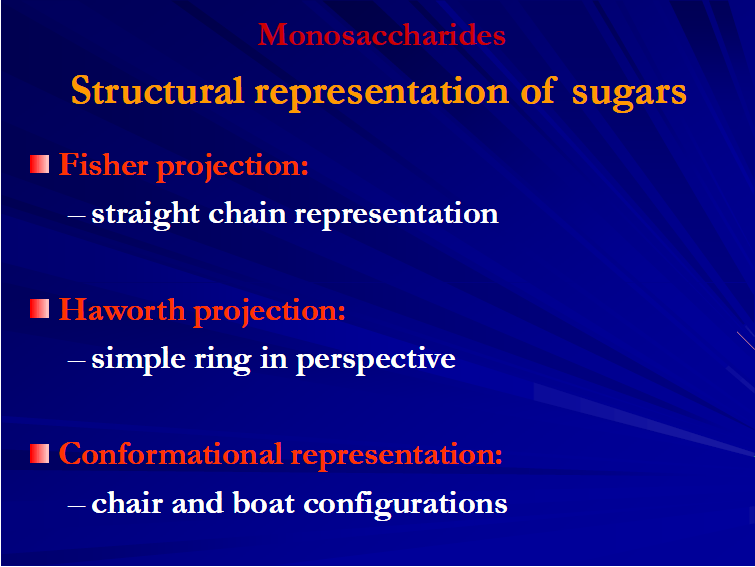 Monosaccharides
Structural representation of sugars
Fisher projection:
– straight chain representation
Haworth projection:
– simple ring in perspective
Conformational representation:
– chair and boat configurations